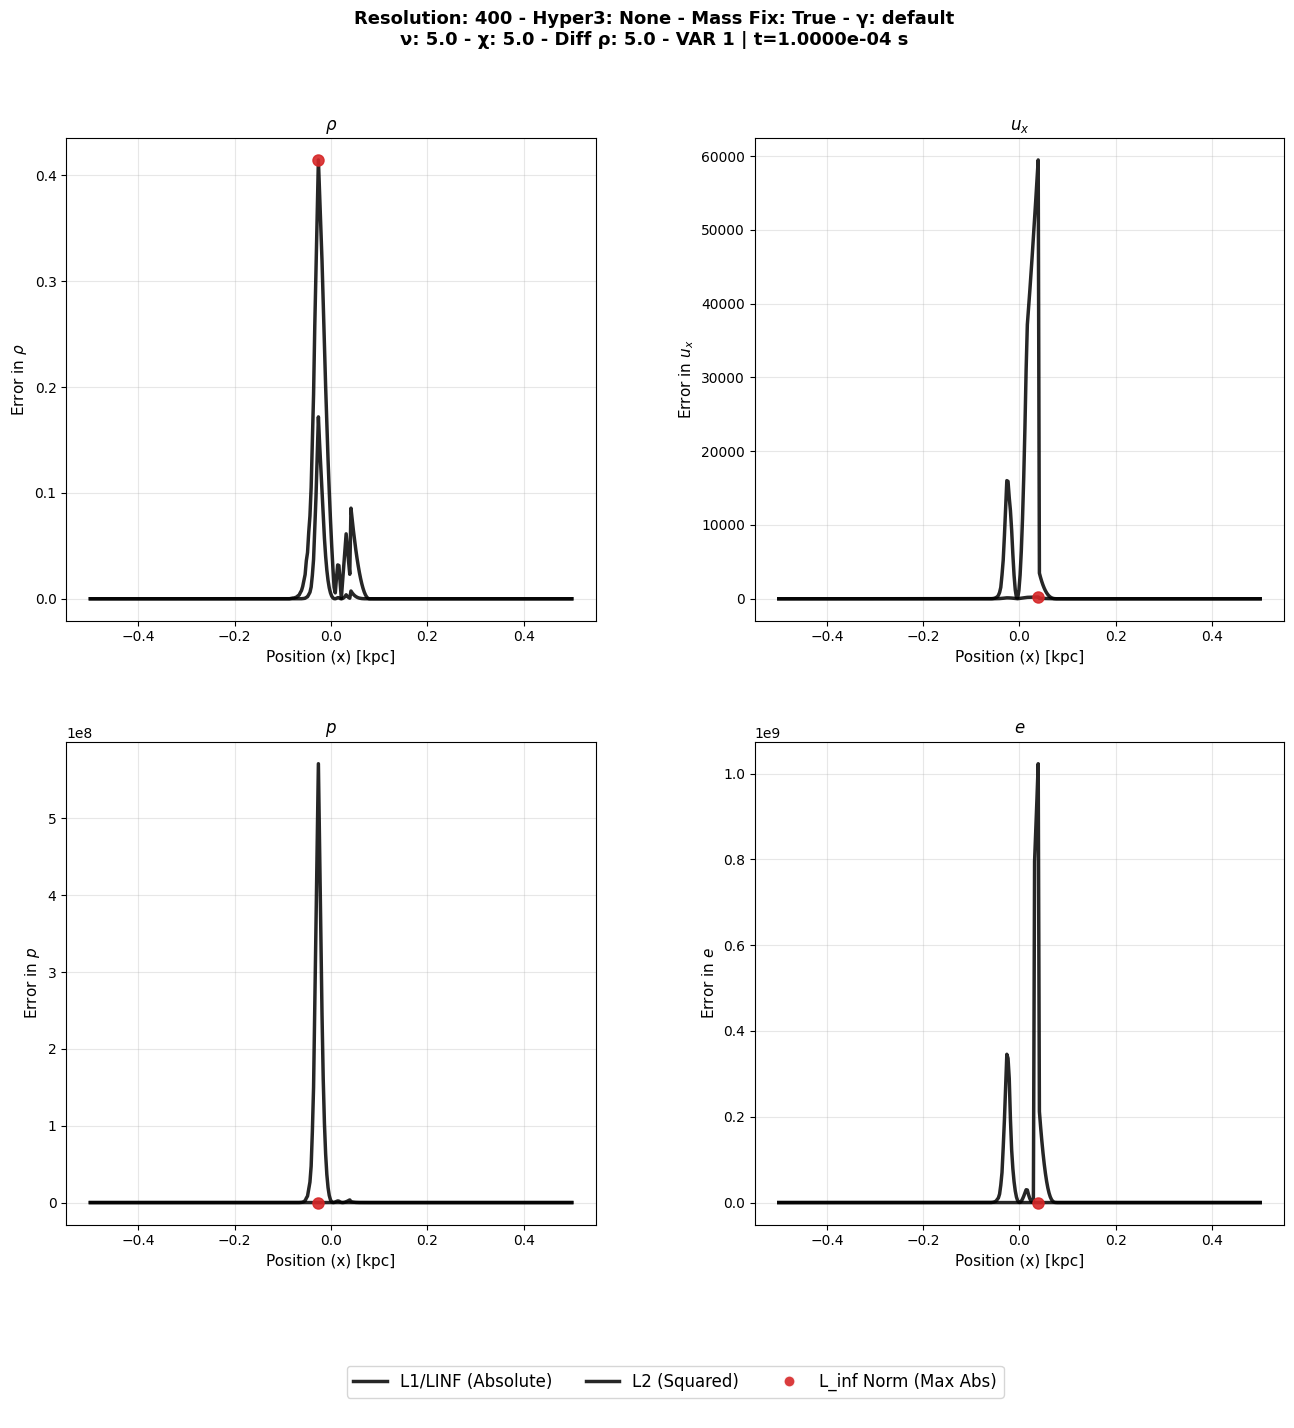 Resolution: 400 - Hyper3: None - Mass Fix: True - γ: default
ν: 5.0 - χ: 5.0 - Diff ρ: 5.0 - VAR 1 | t=1.0000e-04 s
ρ
0.4
0.3
0.2
0.1
0.0
Error in ρ
−0.4 −0.2 0.0 0.2 0.4
Position (x) [kpc]
u_x
60000
50000
40000
30000
20000
10000
0
Error in u_x
−0.4 −0.2 0.0 0.2 0.4
Position (x) [kpc]
p
1e8
5
4
3
2
1
0
Error in p
−0.4 −0.2 0.0 0.2 0.4
Position (x) [kpc]
e
1e9
1.0
0.8
0.6
0.4
0.2
0.0
Error in e
−0.4 −0.2 0.0 0.2 0.4
Position (x) [kpc]
L1/LINF (Absolute) L2 (Squared) L_inf Norm (Max Abs)